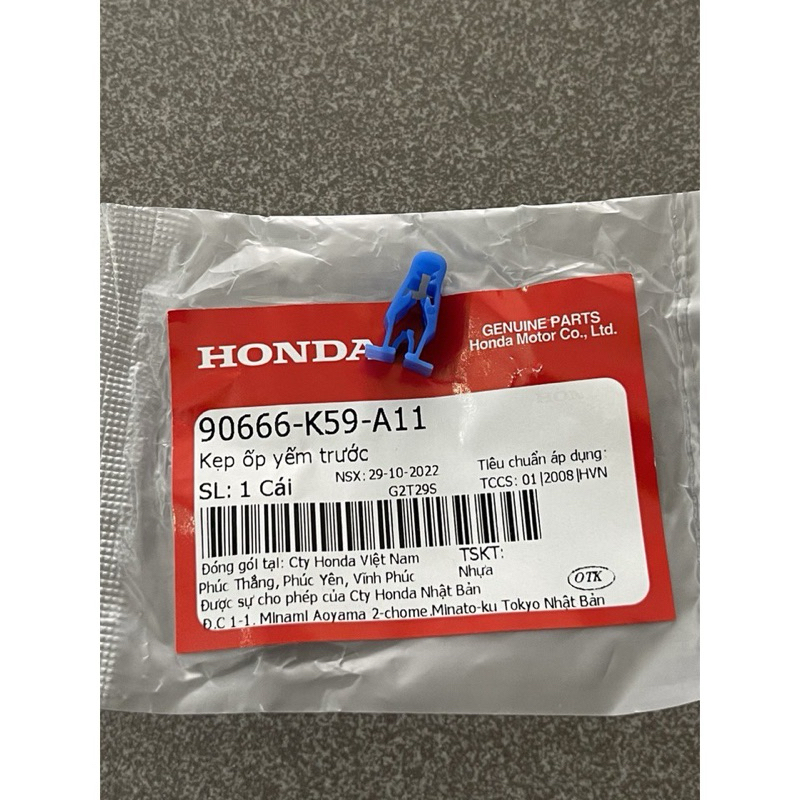 HONDA
GENUINE PARTS
Honda Motor Co., Ltd.
90666-K59-A11
Kẹp ốp yếm trước
SL: 1 Cái
NSX: 29-10-2022
G2T29S
Tiêu chuẩn áp dụng:
TCCS: 01|2008|HVN
Đóng gói tại: Cty Honda Việt Nam
Phúc Thắng, Phúc Yên, Vĩnh Phúc
Được sự cho phép của Cty Honda Nhật Bản
Đ.C 1-1. Minami Aoyama 2-chome.Minato-ku Tokyo Nhật Bản
TSKT:
Nhựa
OTK